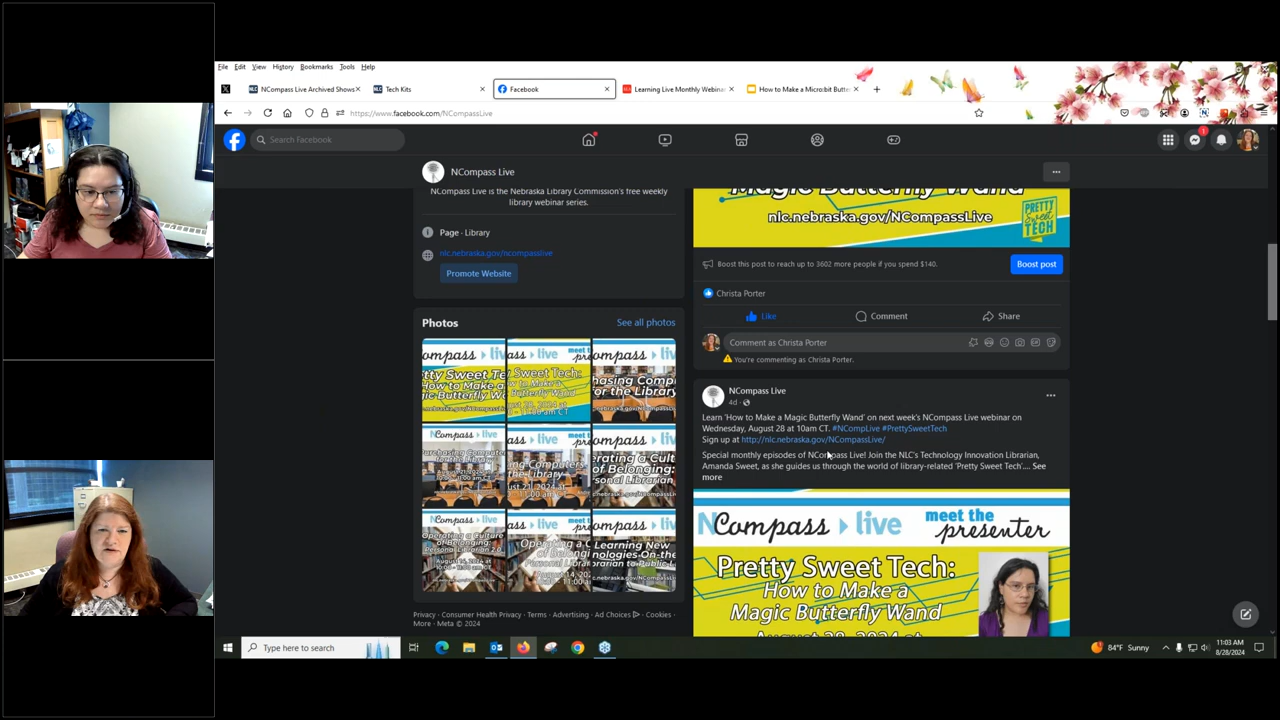 File Edit View History Bookmarks Tools Help
NCompass Live Archived Shows
Tech Kits
Facebook
Learning Live Monthly Webinar
How to Make a Micro:bit Butte
https://www.facebook.com/NCompassLive
Search Facebook
1
NCompass Live
NCompass Live is the Nebraska Library Commission's free weekly
library webinar series.
Page · Library
nlc.nebraska.gov/ncompasslive
Promote Website
Photos
See all photos
Privacy · Consumer Health Privacy · Terms · Advertising · Ad Choices · Cookies ·
More · Meta © 2024
Magic Butterfly Wand
nlc.nebraska.gov/NCompassLive
PRETTY
SWEET
TECH
Boost this post to reach up to 3602 more people if you spend $140.
Boost post
Christa Porter
Like
Comment
Share
Comment as Christa Porter
You're commenting as Christa Porter.
NCompass Live
4d ·
Learn 'How to Make a Magic Butterfly Wand' on next week's NCompass Live webinar on
Wednesday, August 28 at 10am CT. #NCompLive #PrettySweetTech
Sign up at http://nlc.nebraska.gov/NCompassLive/
Special monthly episodes of NCompass Live! Join the NLC's Technology Innovation Librarian,
Amanda Sweet, as she guides us through the world of library-related 'Pretty Sweet Tech'.... See
more
NCompass live
meet the
presenter
Pretty Sweet Tech:
How to Make a
Magic Butterfly Wand
August 28, 2024 at
Type here to search
84°F Sunny
11:03 AM
8/28/2024